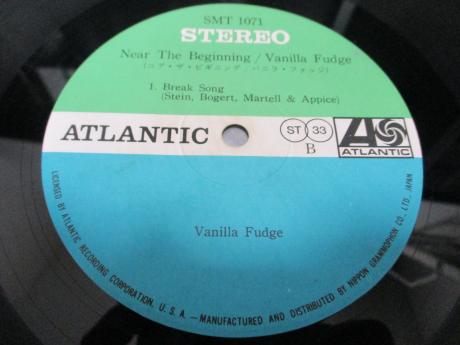 SMT 1071
STEREO
Near The Beginning / Vanilla Fudge
(ニア・ザ・ビギニング/バニラ・ファッジ)
1. Break Song
(Stein, Bogert, Martell & Appice)
ATLANTIC
ST 33
B
ATLANTIC
Vanilla Fudge
LICENSED BY ATLANTIC RECORDING CORPORATION, U. S. A. — MANUFACTURED AND DISTRIBUTED BY NIPPON GRAMMOPHON CO., LTD., JAPAN